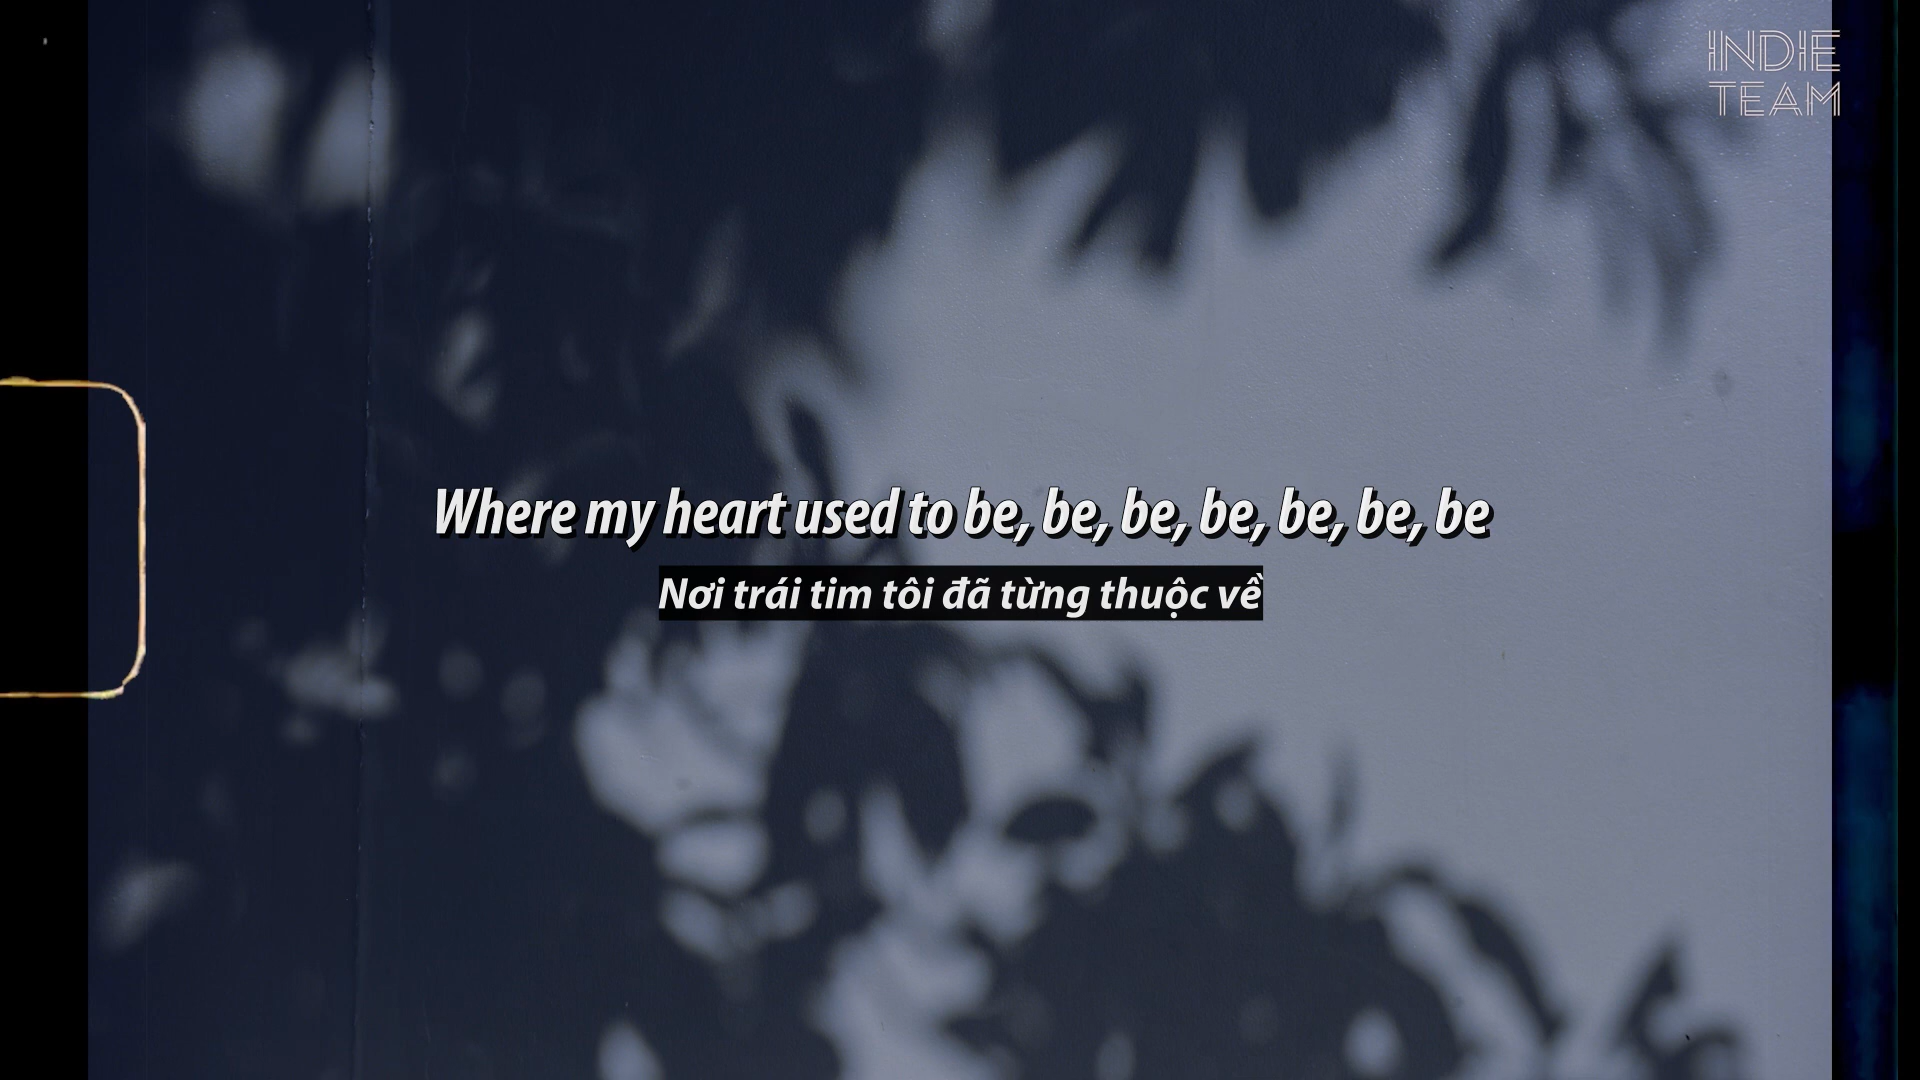 INDIE
TEAM
Where my heart used to be, be, be, be, be, be, be
Nơi trái tim tôi đã từng thuộc về